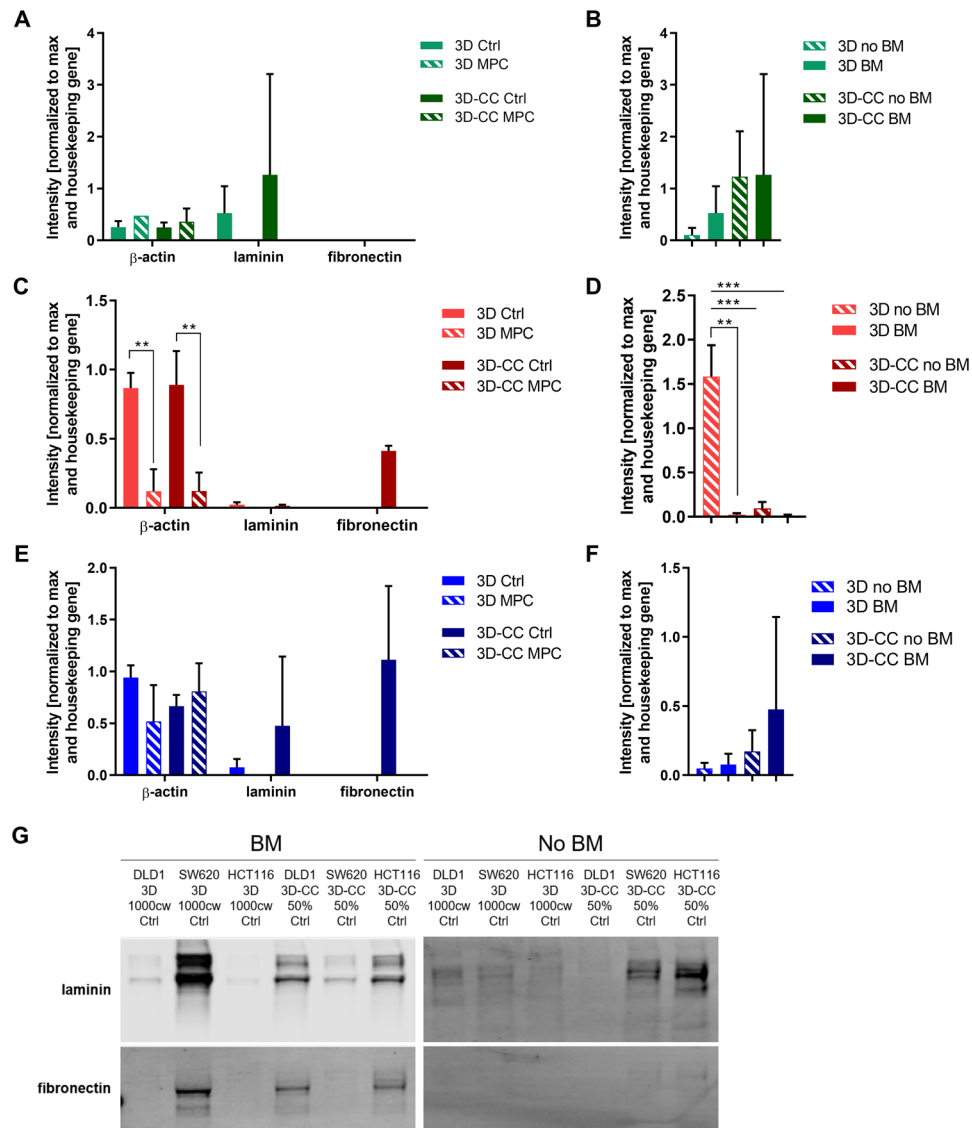 A
Intensity [normalized to max
and housekeeping gene]
4
3
2
1
0
β-actin
laminin
fibronectin
3D Ctrl
3D MPC
3D-CC Ctrl
3D-CC MPC
B
Intensity [normalized to max
and housekeeping gene]
4
3
2
1
0
3D no BM
3D BM
3D-CC no BM
3D-CC BM
C
Intensity [normalized to max
and housekeeping gene]
1.5
1.0
0.5
0.0
**
**
β-actin
laminin
fibronectin
3D Ctrl
3D MPC
3D-CC Ctrl
3D-CC MPC
D
Intensity [normalized to max
and housekeeping gene]
2.5
2.0
1.5
1.0
0.5
0.0
***
***
**
3D no BM
3D BM
3D-CC no BM
3D-CC BM
E
Intensity [normalized to max
and housekeeping gene]
2.0
1.5
1.0
0.5
0.0
β-actin
laminin
fibronectin
3D Ctrl
3D MPC
3D-CC Ctrl
3D-CC MPC
F
Intensity [normalized to max
and housekeeping gene]
1.5
1.0
0.5
0.0
3D no BM
3D BM
3D-CC no BM
3D-CC BM
G
BM No BM
DLD1 SW620 HCT116 DLD1 SW620 HCT116 DLD1 SW620 HCT116 DLD1 SW620 HCT116
3D 3D 3D 3D-CC 3D-CC 3D-CC 3D 3D 3D 3D-CC 3D-CC 3D-CC
1000cw 1000cw 1000cw 50% 50% 50% 1000cw 1000cw 1000cw 50% 50% 50%
Ctrl Ctrl Ctrl Ctrl Ctrl Ctrl Ctrl Ctrl Ctrl Ctrl Ctrl Ctrl
laminin
fibronectin